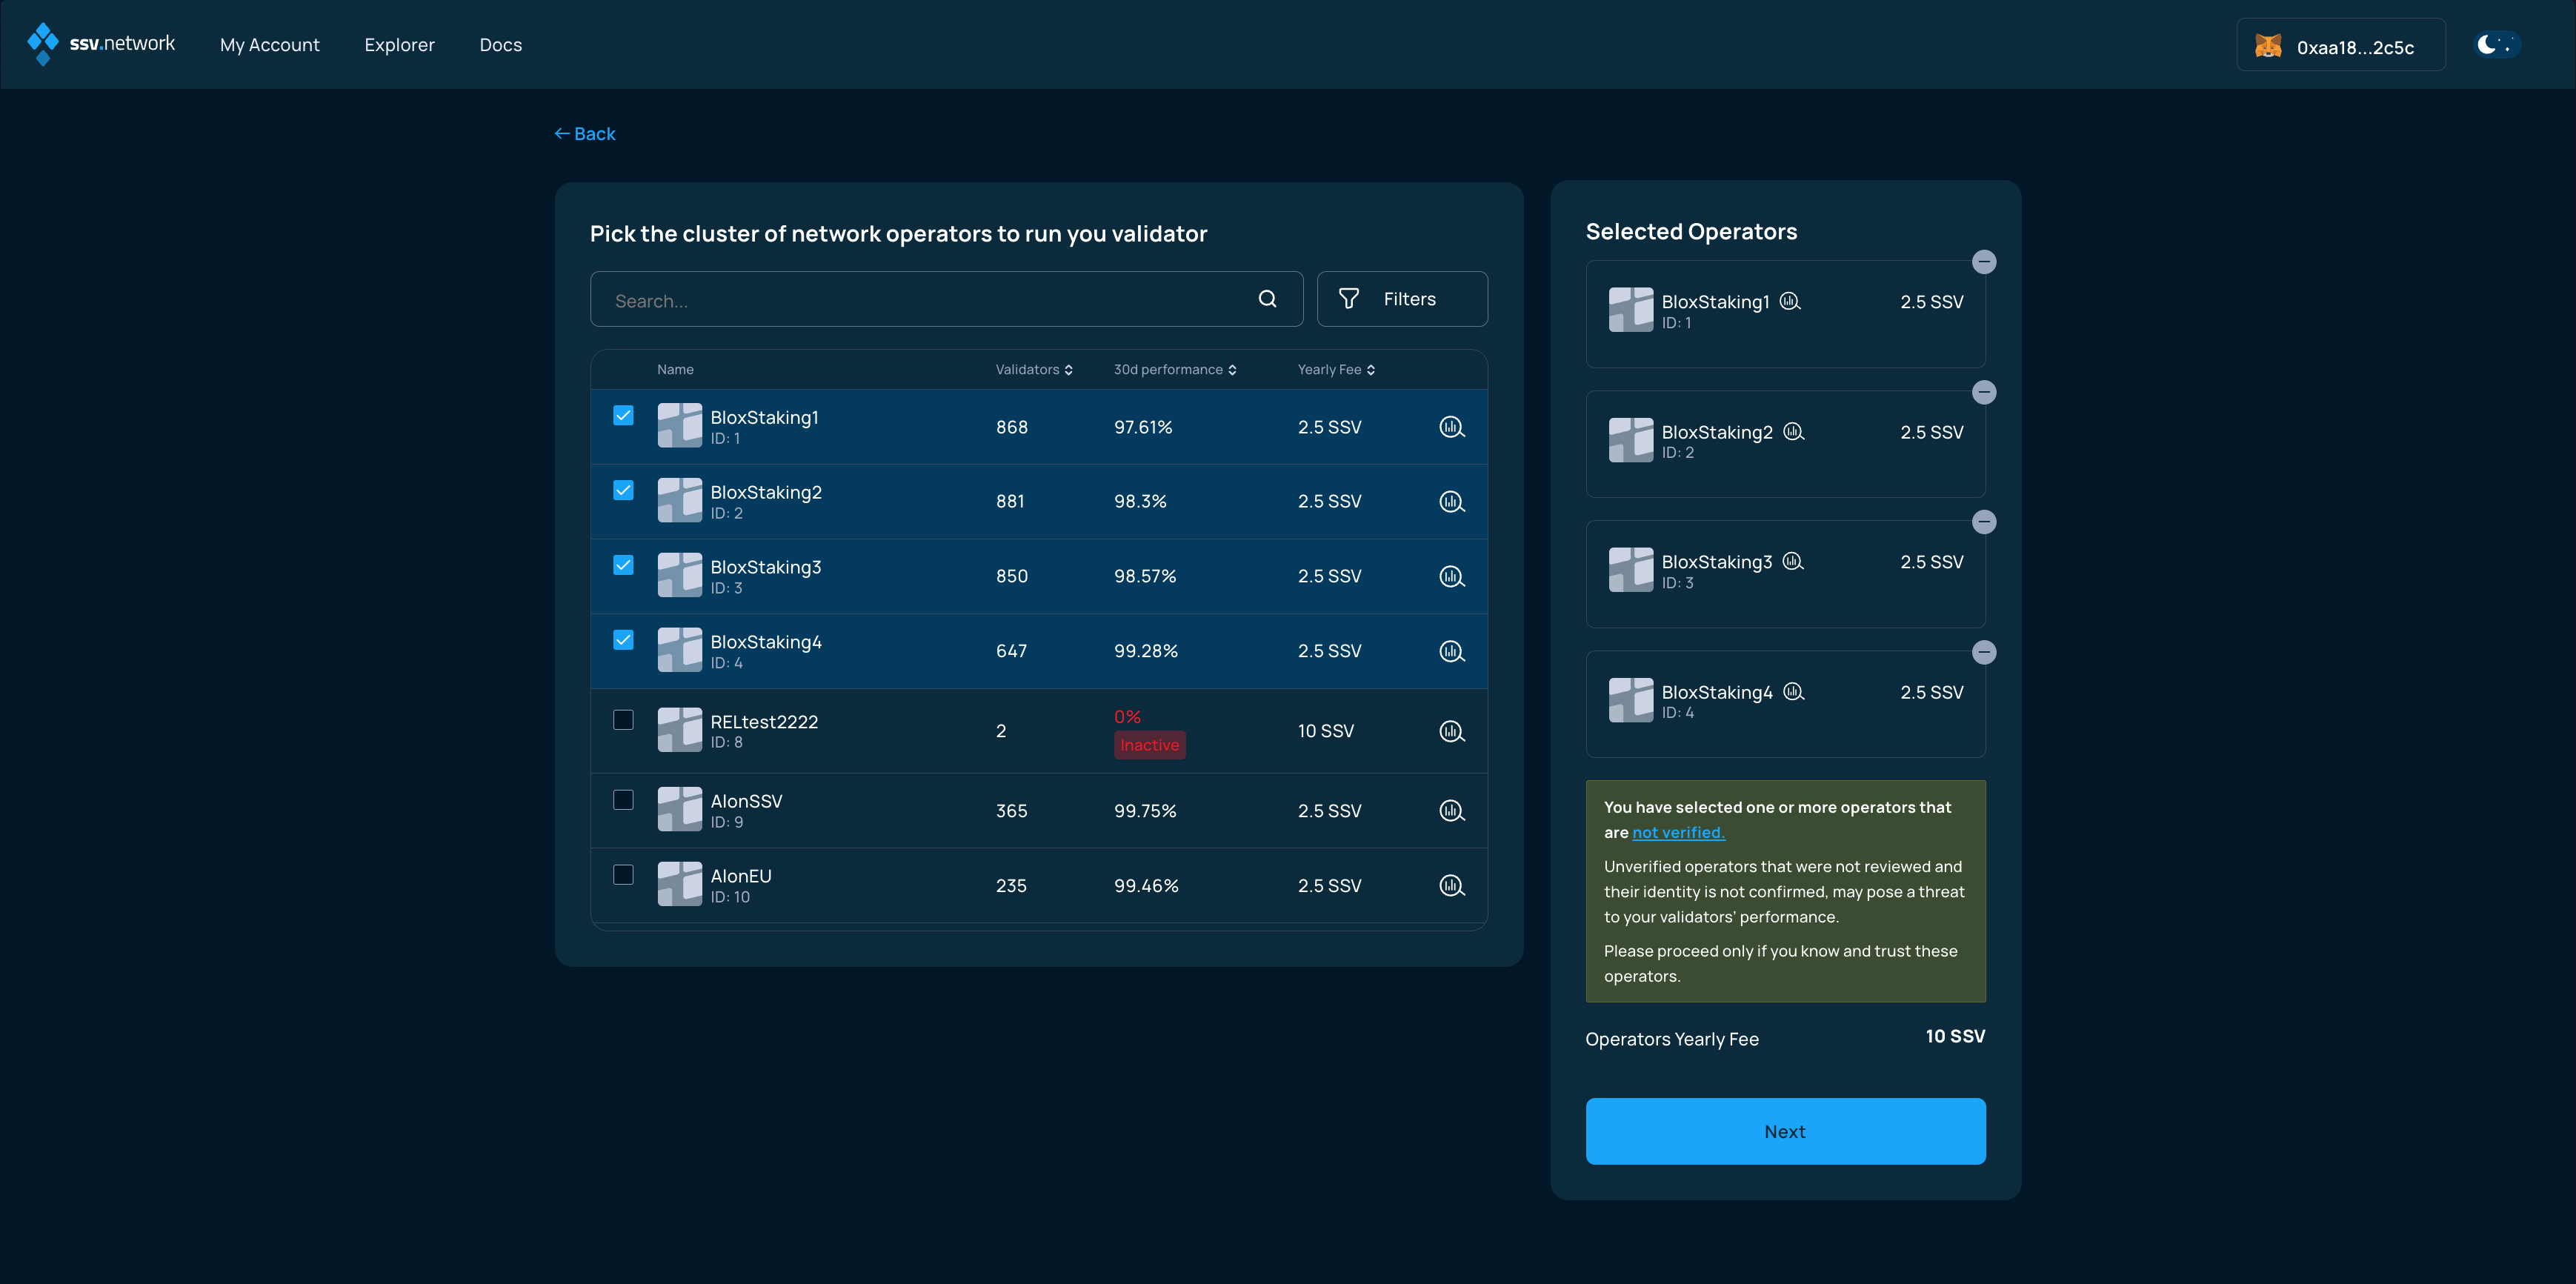 ssv.network
My Account
Explorer
Docs
0xaa18...2c5c
Back
Pick the cluster of network operators to run you validator
Search...
Filters
Name
Validators
30d performance
Yearly Fee
BloxStaking1
ID: 1
868
97.61%
2.5 SSV
BloxStaking2
ID: 2
881
98.3%
2.5 SSV
BloxStaking3
ID: 3
850
98.57%
2.5 SSV
BloxStaking4
ID: 4
647
99.28%
2.5 SSV
RELtest2222
ID: 8
2
0%
Inactive
10 SSV
AlonSSV
ID: 9
365
99.75%
2.5 SSV
AlonEU
ID: 10
235
99.46%
2.5 SSV
Selected Operators
BloxStaking1
ID: 1
2.5 SSV
BloxStaking2
ID: 2
2.5 SSV
BloxStaking3
ID: 3
2.5 SSV
BloxStaking4
ID: 4
2.5 SSV
You have selected one or more operators that
are not verified.
Unverified operators that were not reviewed and
their identity is not confirmed, may pose a threat
to your validators' performance.
Please proceed only if you know and trust these
operators.
Operators Yearly Fee
10 SSV
Next